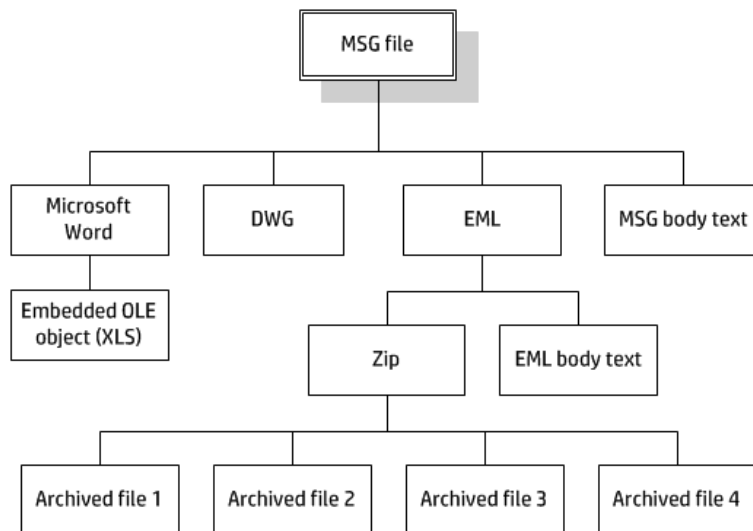 MSG file
Microsoft
Word
DWG
EML
MSG body text
Embedded OLE
object (XLS)
Zip
EML body text
Archived file 1
Archived file 2
Archived file 3
Archived file 4